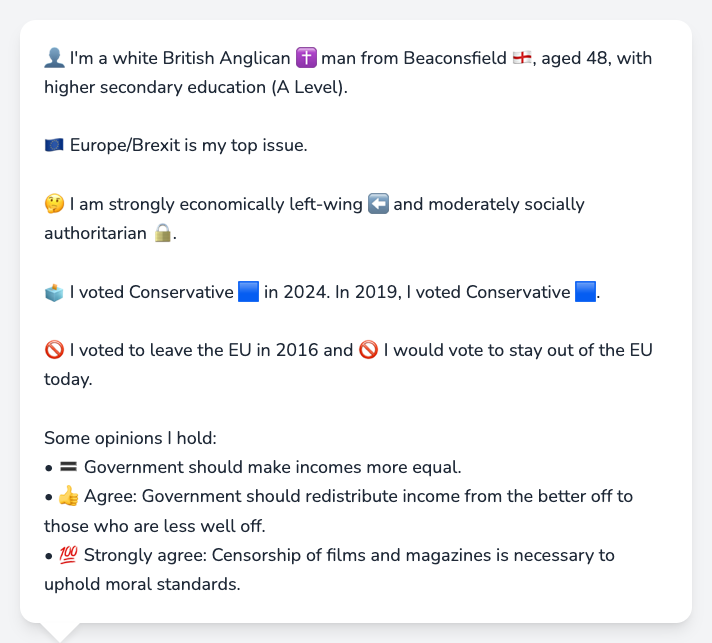 👤 I'm a white British Anglican ✝️ man from Beaconsfield 🏴󠁧󠁢󠁥󠁮󠁧󠁿, aged 48, with
higher secondary education (A Level).
🇪🇺 Europe/Brexit is my top issue.
🤔 I am strongly economically left-wing ⬅️ and moderately socially
authoritarian 🔒.
🗳️ I voted Conservative 🟦 in 2024. In 2019, I voted Conservative 🟦.
🚫 I voted to leave the EU in 2016 and 🚫 I would vote to stay out of the EU
today.
Some opinions I hold:
• 🟰 Government should make incomes more equal.
• 👍 Agree: Government should redistribute income from the better off to
those who are less well off.
• 💯 Strongly agree: Censorship of films and magazines is necessary to
uphold moral standards.